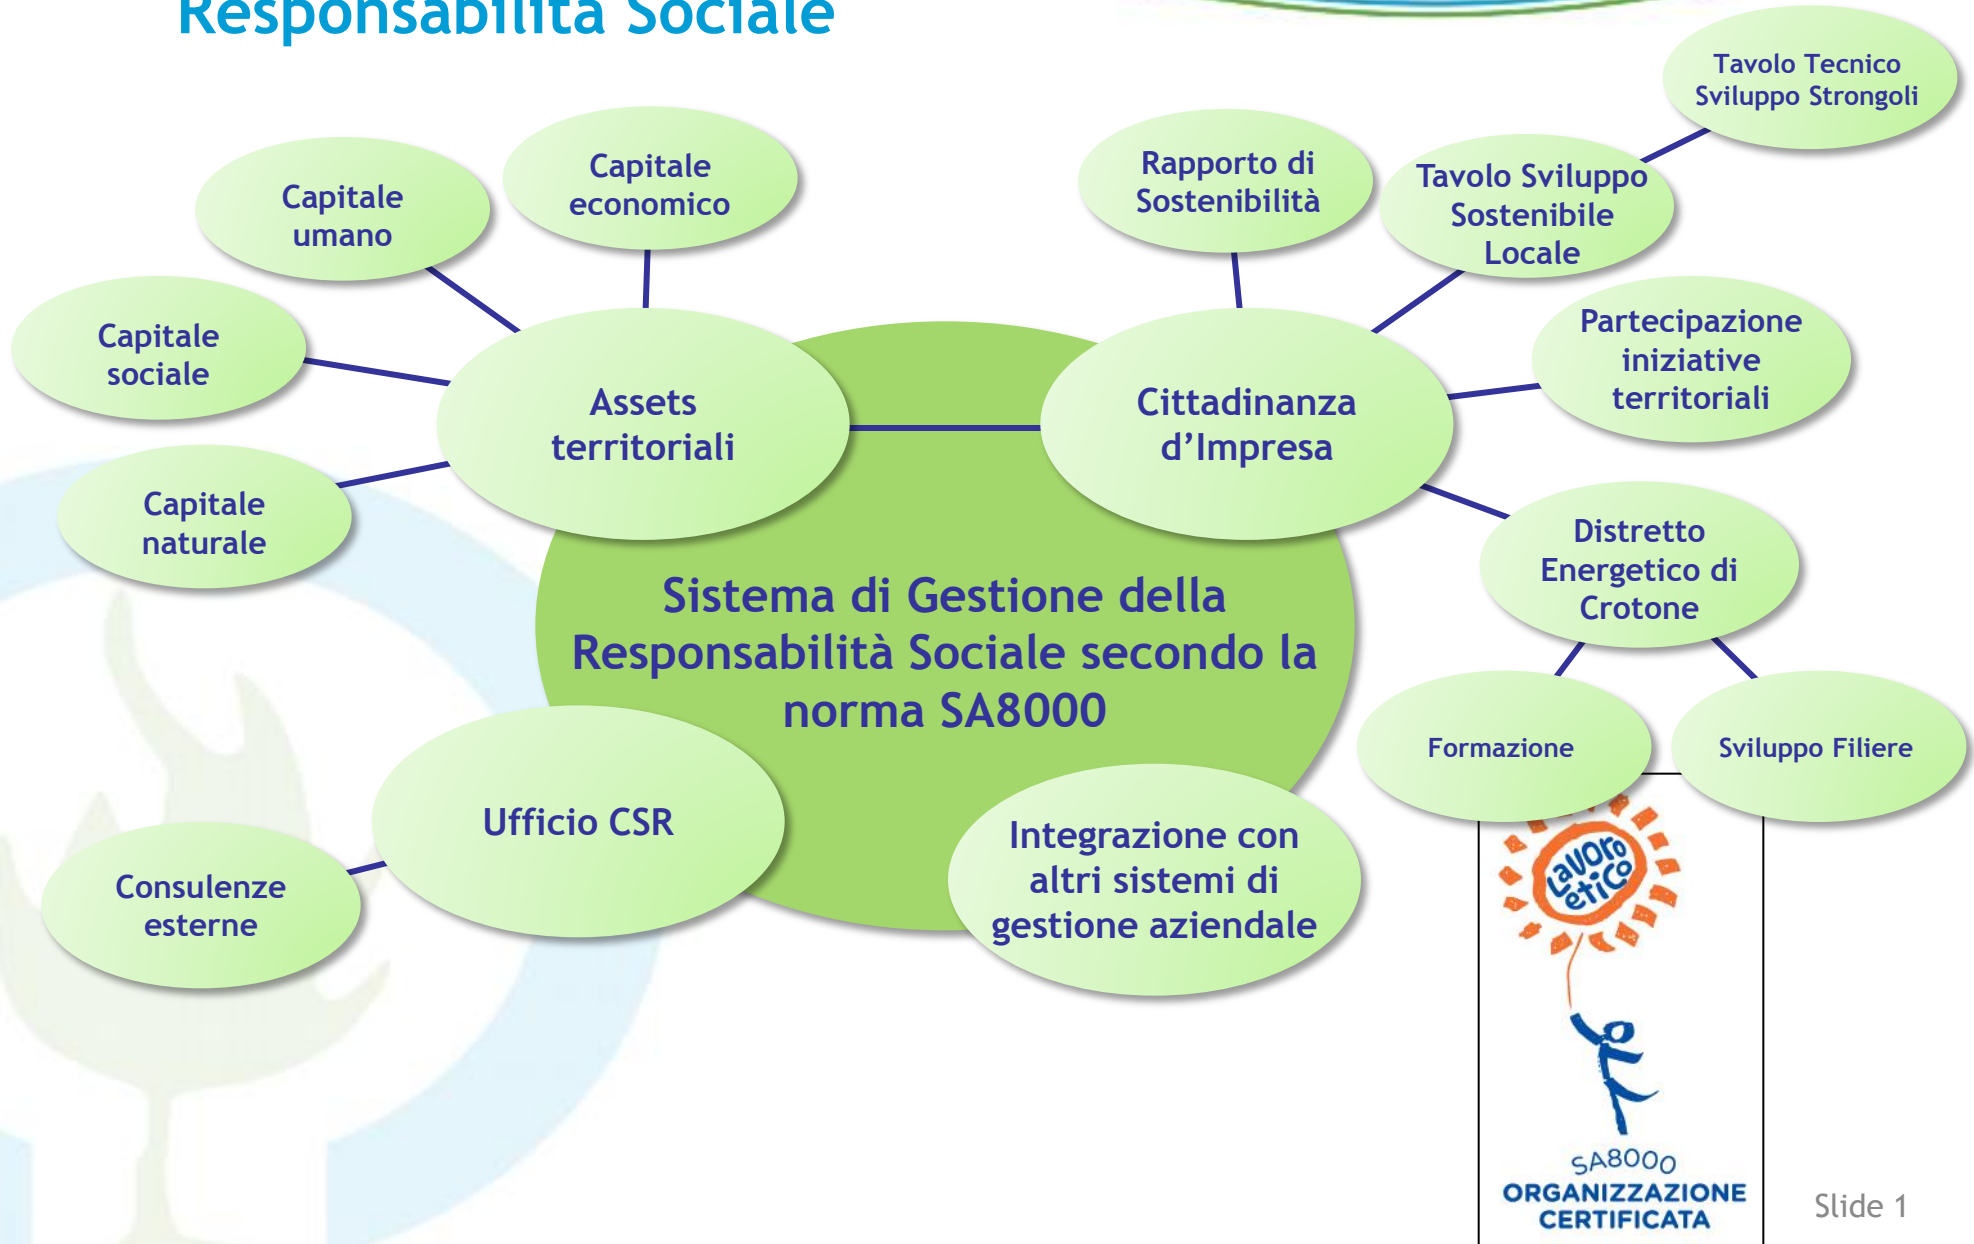 Responsabilità Sociale
Tavolo Tecnico
Sviluppo Strongoli
Capitale
economico
Rapporto di
Sostenibilità
Tavolo Sviluppo
Sostenibile
Locale
Capitale
umano
Capitale
sociale
Partecipazione
iniziative
territoriali
Assets
territoriali
Cittadinanza
d’Impresa
Capitale
naturale
Distretto
Energetico di
Crotone
Sistema di Gestione della
Responsabilità Sociale secondo la
norma SA8000
Formazione
Sviluppo Filiere
Ufficio CSR
Integrazione con
altri sistemi di
gestione aziendale
Consulenze
esterne
Lavoro
etico
SA8000
ORGANIZZAZIONE
CERTIFICATA
Slide 1